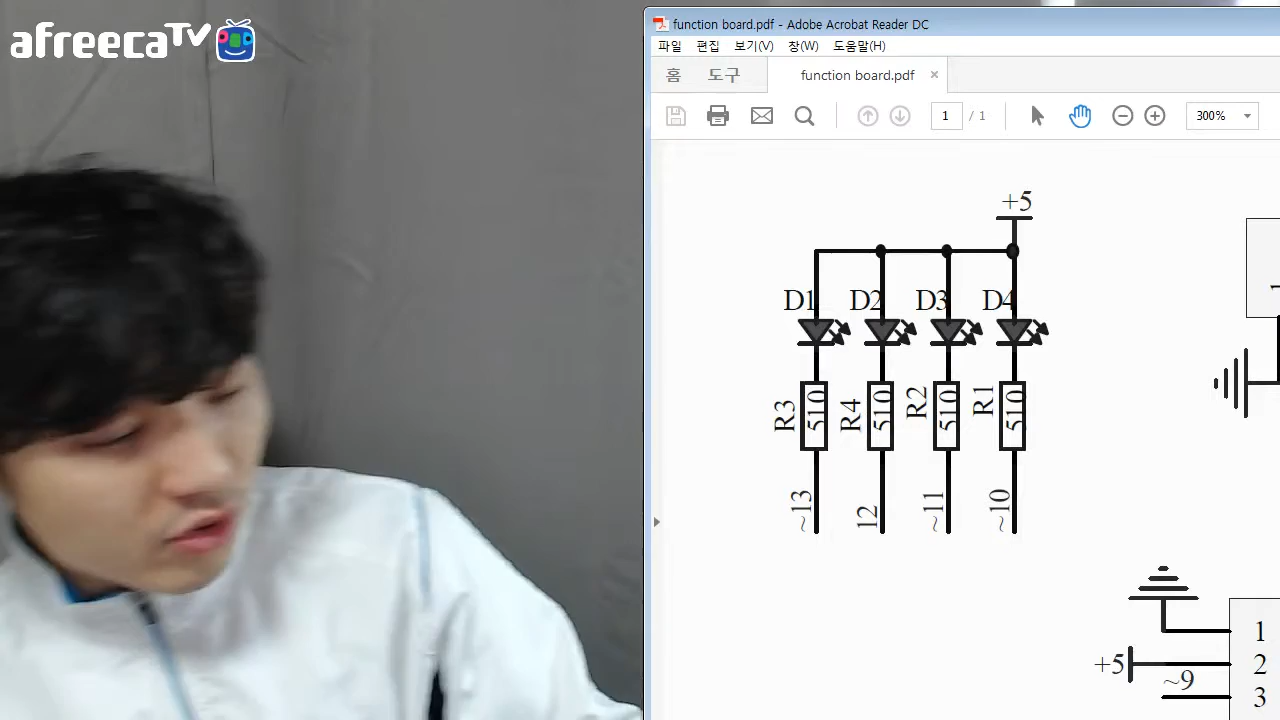 afreecaTV
function board.pdf - Adobe Acrobat Reader DC
파일 편집 보기(V) 창(W) 도움말(H)
홈 도구 function board.pdf ×
1 / 1 300%
+5
D1 D2 D3 D4
R3 510 R4 510 R2 510 R1 510
~13 12 ~11 ~10
1
+5 2
~9 3